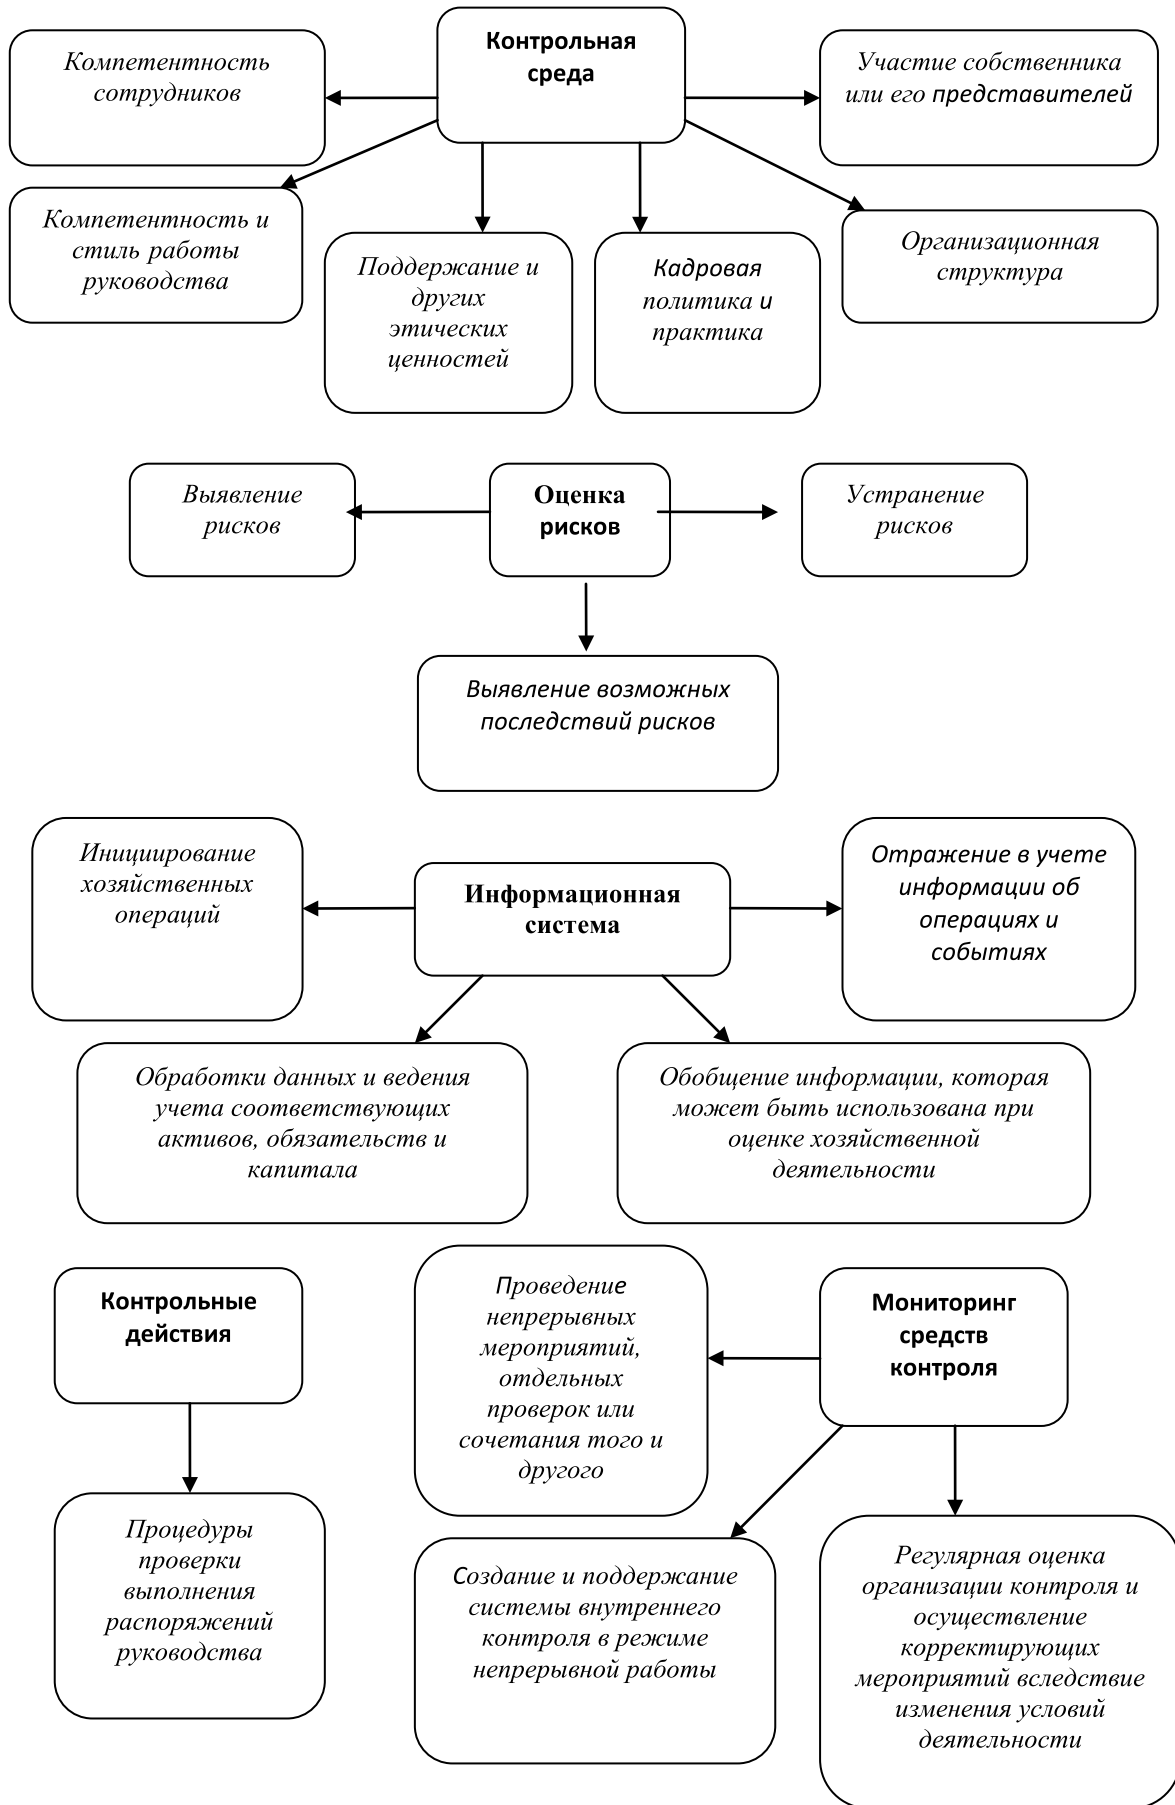 Контрольная
среда
Компетентность
сотрудников
Участие собственника
или его представителей
Компетентность и
стиль работы
руководства
Поддержание и
других
этических
ценностей
Кадровая
политика и
практика
Организационная
структура
Выявление
рисков
Оценка
рисков
Устранение
рисков
Выявление возможных
последствий рисков
Инициирование
хозяйственных
операций
Информационная
система
Отражение в учете
информации об
операциях и
событиях
Обработки данных и ведения
учета соответствующих
активов, обязательств и
капитала
Обобщение информации, которая
может быть использована при
оценке хозяйственной
деятельности
Контрольные
действия
Проведение
непрерывных
мероприятий,
отдельных
проверок или
сочетания того и
другого
Мониторинг
средств
контроля
Процедуры
проверки
выполнения
распоряжений
руководства
Создание и поддержание
системы внутреннего
контроля в режиме
непрерывной работы
Регулярная оценка
организации контроля и
осуществление
корректирующих
мероприятий вследствие
изменения условий
деятельности